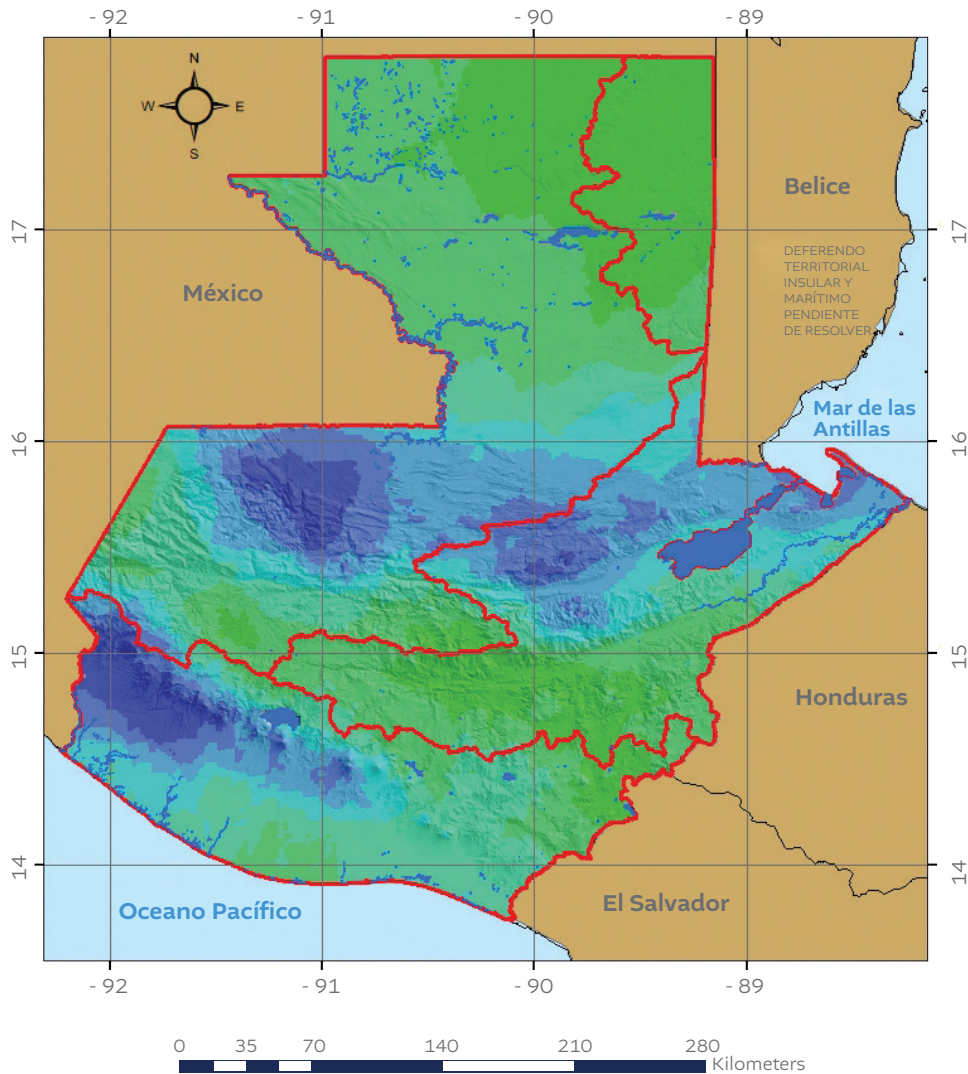 - 92
- 91
- 90
- 89
N
W
E
S
17
17
Belice
DEFERENDO
TERRITORIAL
INSULAR Y
MARÍTIMO
PENDIENTE
DE RESOLVER
México
Mar de las
Antillas
16
16
15
15
Honduras
14
14
Oceano Pacífico
El Salvador
- 92
- 91
- 90
- 89
0
35
70
140
210
280
Kilometers